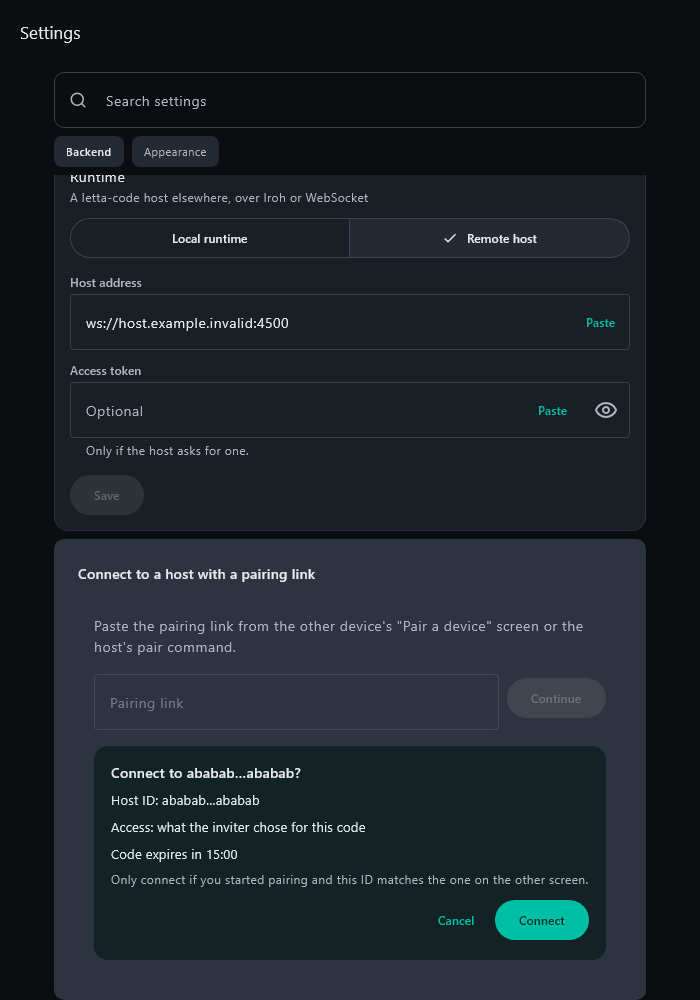 Settings
Search settings
Backend
Appearance
Runtime
A letta-code host elsewhere, over Iroh or WebSocket
Local runtime
Remote host
Host address
ws://host.example.invalid:4500
Paste
Access token
Optional
Paste
Only if the host asks for one.
Save
Connect to a host with a pairing link
Paste the pairing link from the other device's "Pair a device" screen or the
host's pair command.
Pairing link
Continue
Connect to ababab...ababab?
Host ID: ababab...ababab
Access: what the inviter chose for this code
Code expires in 15:00
Only connect if you started pairing and this ID matches the one on the other screen.
Cancel
Connect